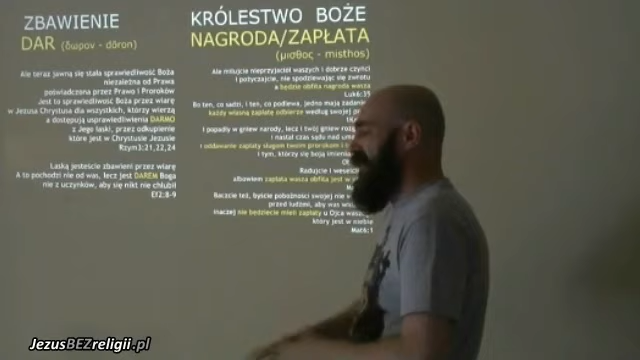 ZBAWIENIE
DAR (δωρον - dōron)
Ale teraz jawną się stała sprawiedliwość Boża
niezależna od Prawa
poświadczona przez Prawo i Proroków
Jest to sprawiedliwość Boża przez wiarę
w Jezusa Chrystusa dla wszystkich, którzy wierzą
a dostępują usprawiedliwienia DARMO
z Jego łaski, przez odkupienie
które jest w Chrystusie Jezusie
Rzym3:21,22,24
Łaską jesteście zbawieni przez wiarę
A to pochodzi nie od was, lecz jest DAREM Boga
nie z uczynków, aby się nikt nie chlubił
Ef2:8-9
KRÓLESTWO BOŻE
NAGRODA/ZAPŁATA
(μισθος - misthos)
Ale miłujcie nieprzyjaciół waszych i dobrze czyńcie
i pożyczajcie, nie spodziewając się zwrotu
a będzie obfita nagroda wasza
Łuk6:35
Bo ten, co sadzi, i ten, co podlewa, jedno mają zadanie
każdy własną zapłatę odbierze według swojej
I popadły w gniew narody, lecz i twój gniew
i nastał czas sądu nad
i oddawanie zapłaty sługom twoim prorokom i
i tym, którzy się boją imienia
Radujcie i weselcie
albowiem zapłata wasza obfita jest w
Baczcie też, byście pobożności swojej nie
przed ludźmi, aby was
inaczej nie będziecie mieli zapłaty u Ojca
który jest w niebie
Mat6:1
JezusBEZreligii.pl